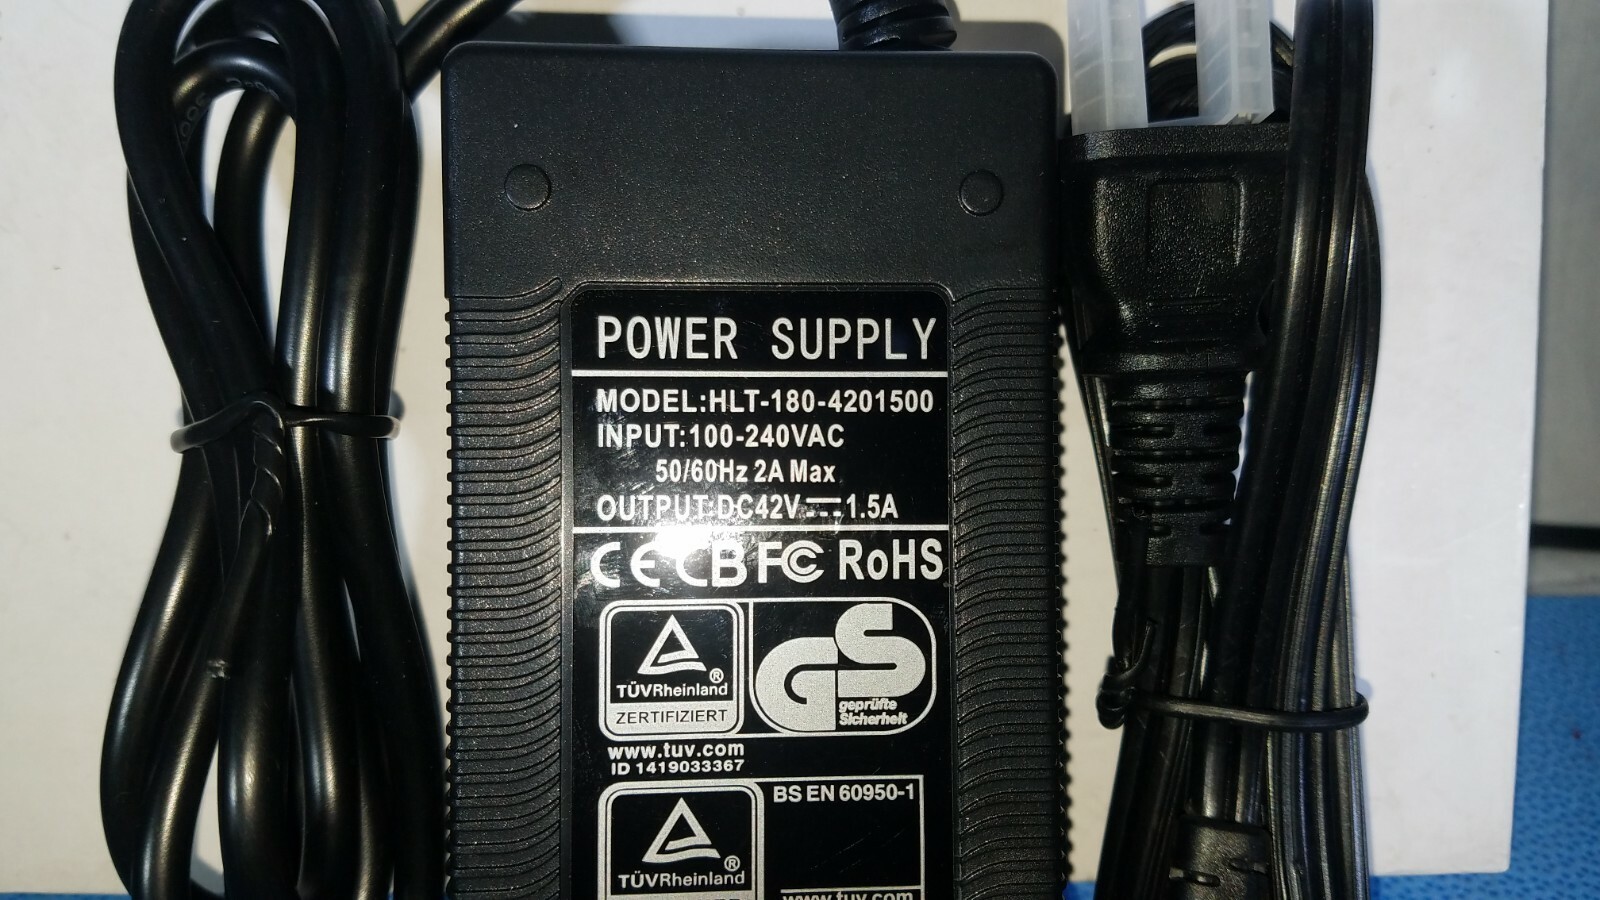 POWER SUPPLY
MODEL:HLT-180-4201500
INPUT:100-240VAC
50/60Hz 2A Max
OUTPUT:DC42V 1.5A
CE CB FC RoHS
TÜVRheinland ®
ZERTIFIZIERT
GS
geprüfte
Sicherheit
www.tuv.com
ID 1419033367
BS EN 60950-1
TÜVRheinland ®
www.tuv.com